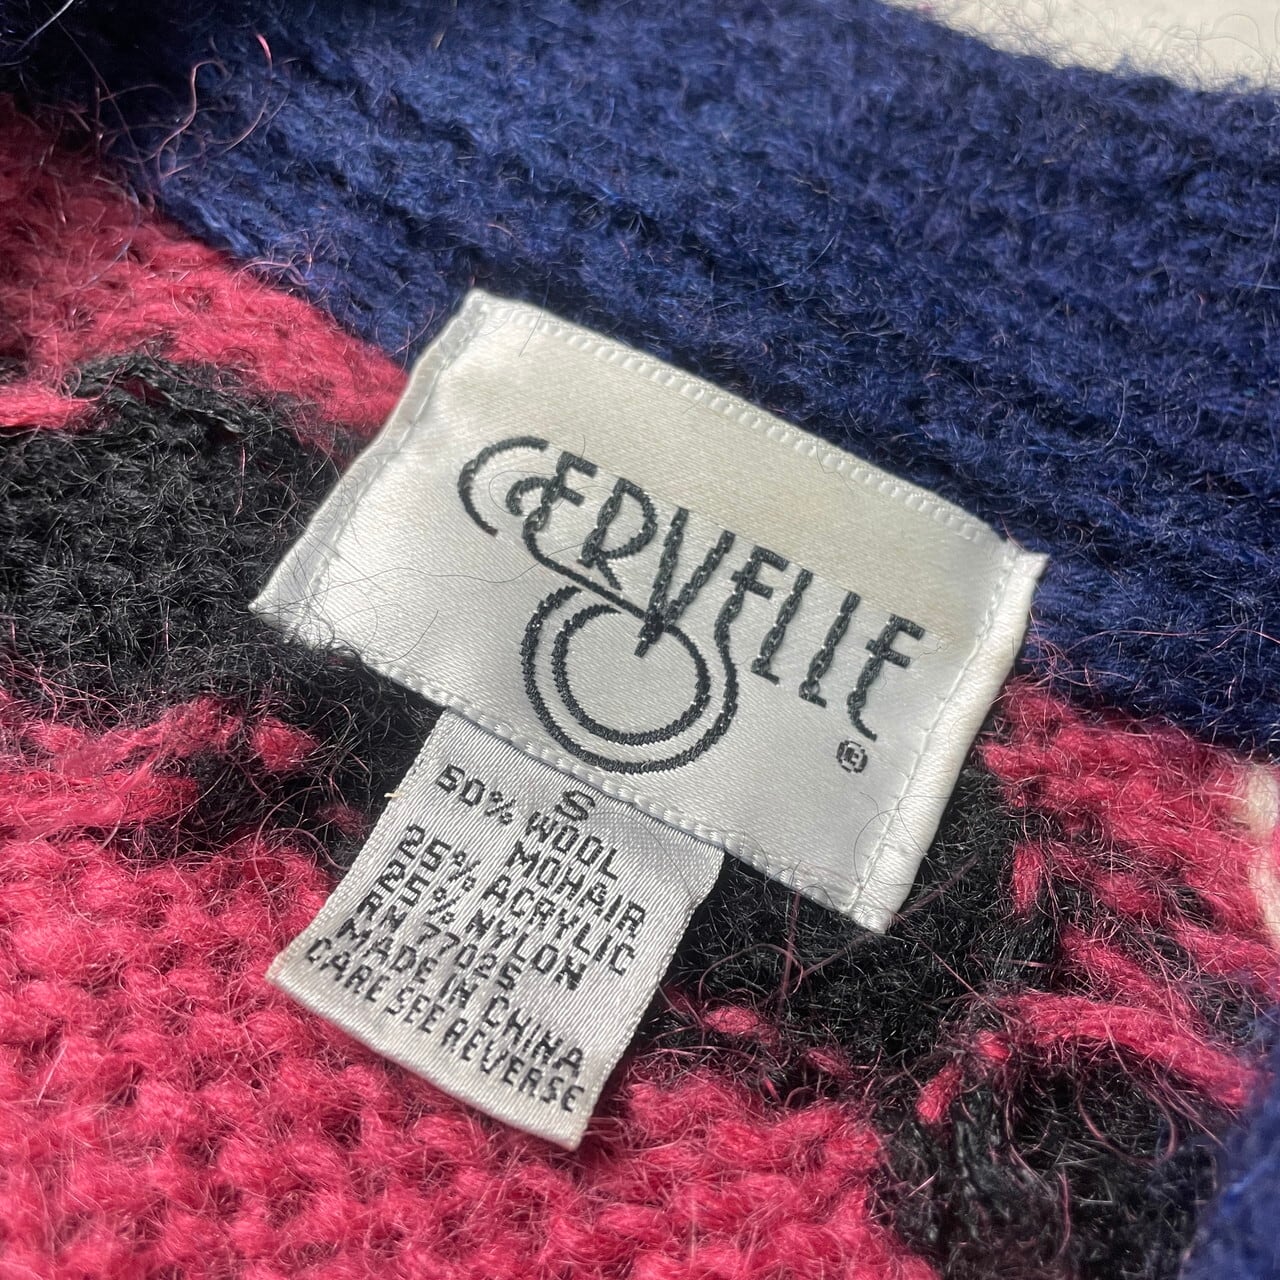 CERVELLE
®
S
50% WOOL
MOHAIR
25% ACRYLIC
25% NYLON
RN 77025
MADE IN CHINA
CARE SEE REVERSE